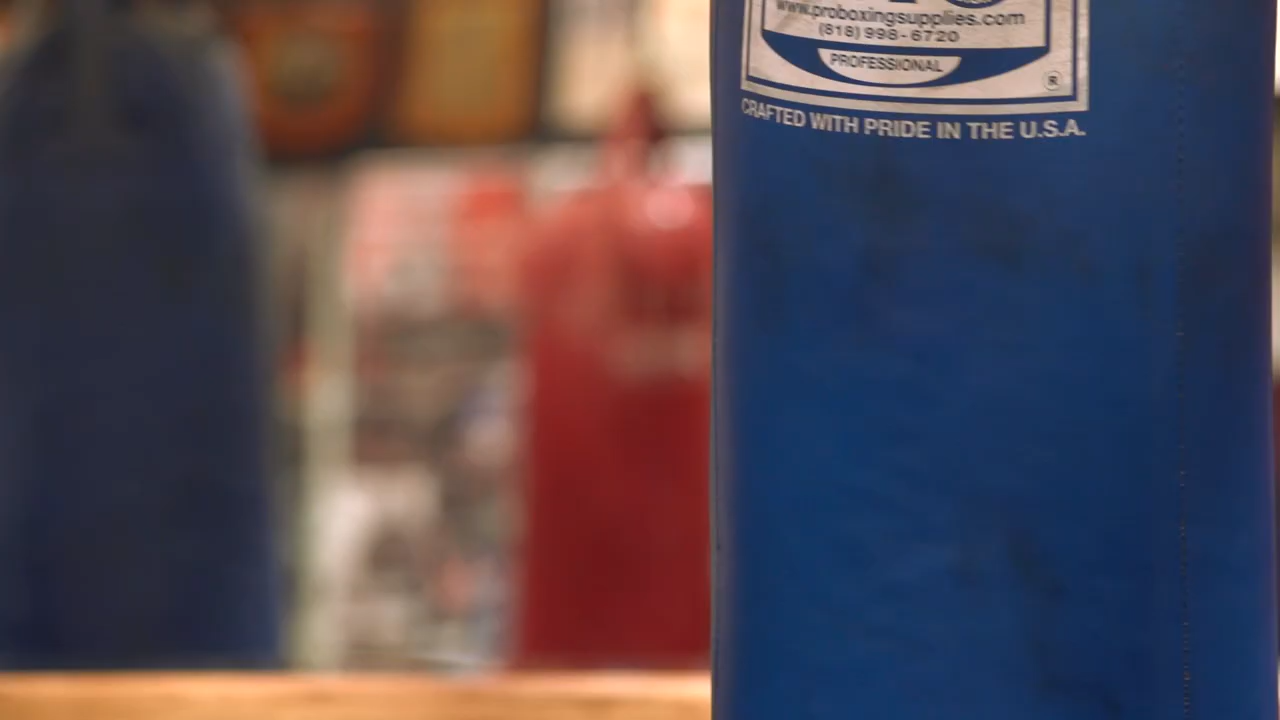 www.proboxingsupplies.com
(818) 998-6720
PROFESSIONAL
®
CRAFTED WITH PRIDE IN THE U.S.A.